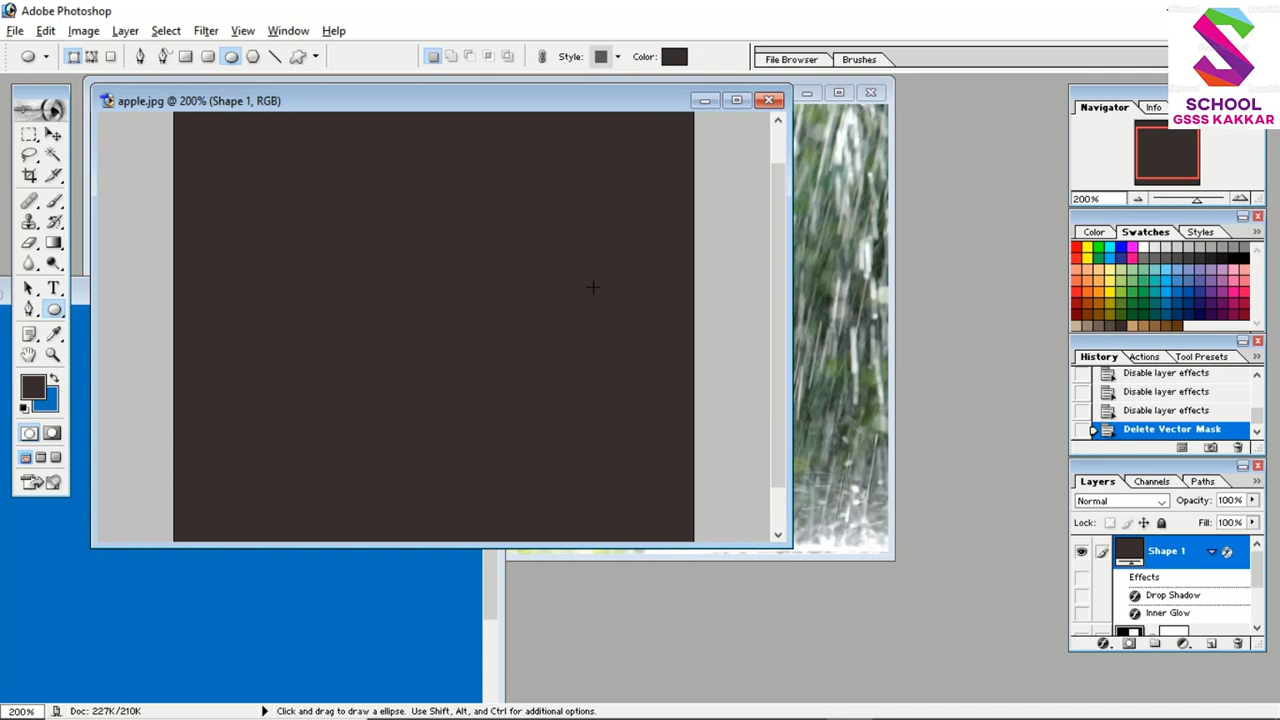 Adobe Photoshop
File Edit Image Layer Select Filter View Window Help
Style: Color: File Browser Brushes
SCHOOL
GSSS KAKKAR
apple.jpg @ 200% (Shape 1, RGB)
Navigator Info
200%
Color Swatches Styles
History Actions Tool Presets
Disable layer effects
Disable layer effects
Disable layer effects
Delete Vector Mask
Layers Channels Paths
Normal Opacity: 100%
Lock: Fill: 100%
Shape 1
Effects
Drop Shadow
Inner Glow
T
200% Doc: 227K/210K Click and drag to draw a ellipse. Use Shift, Alt, and Ctrl for additional options.